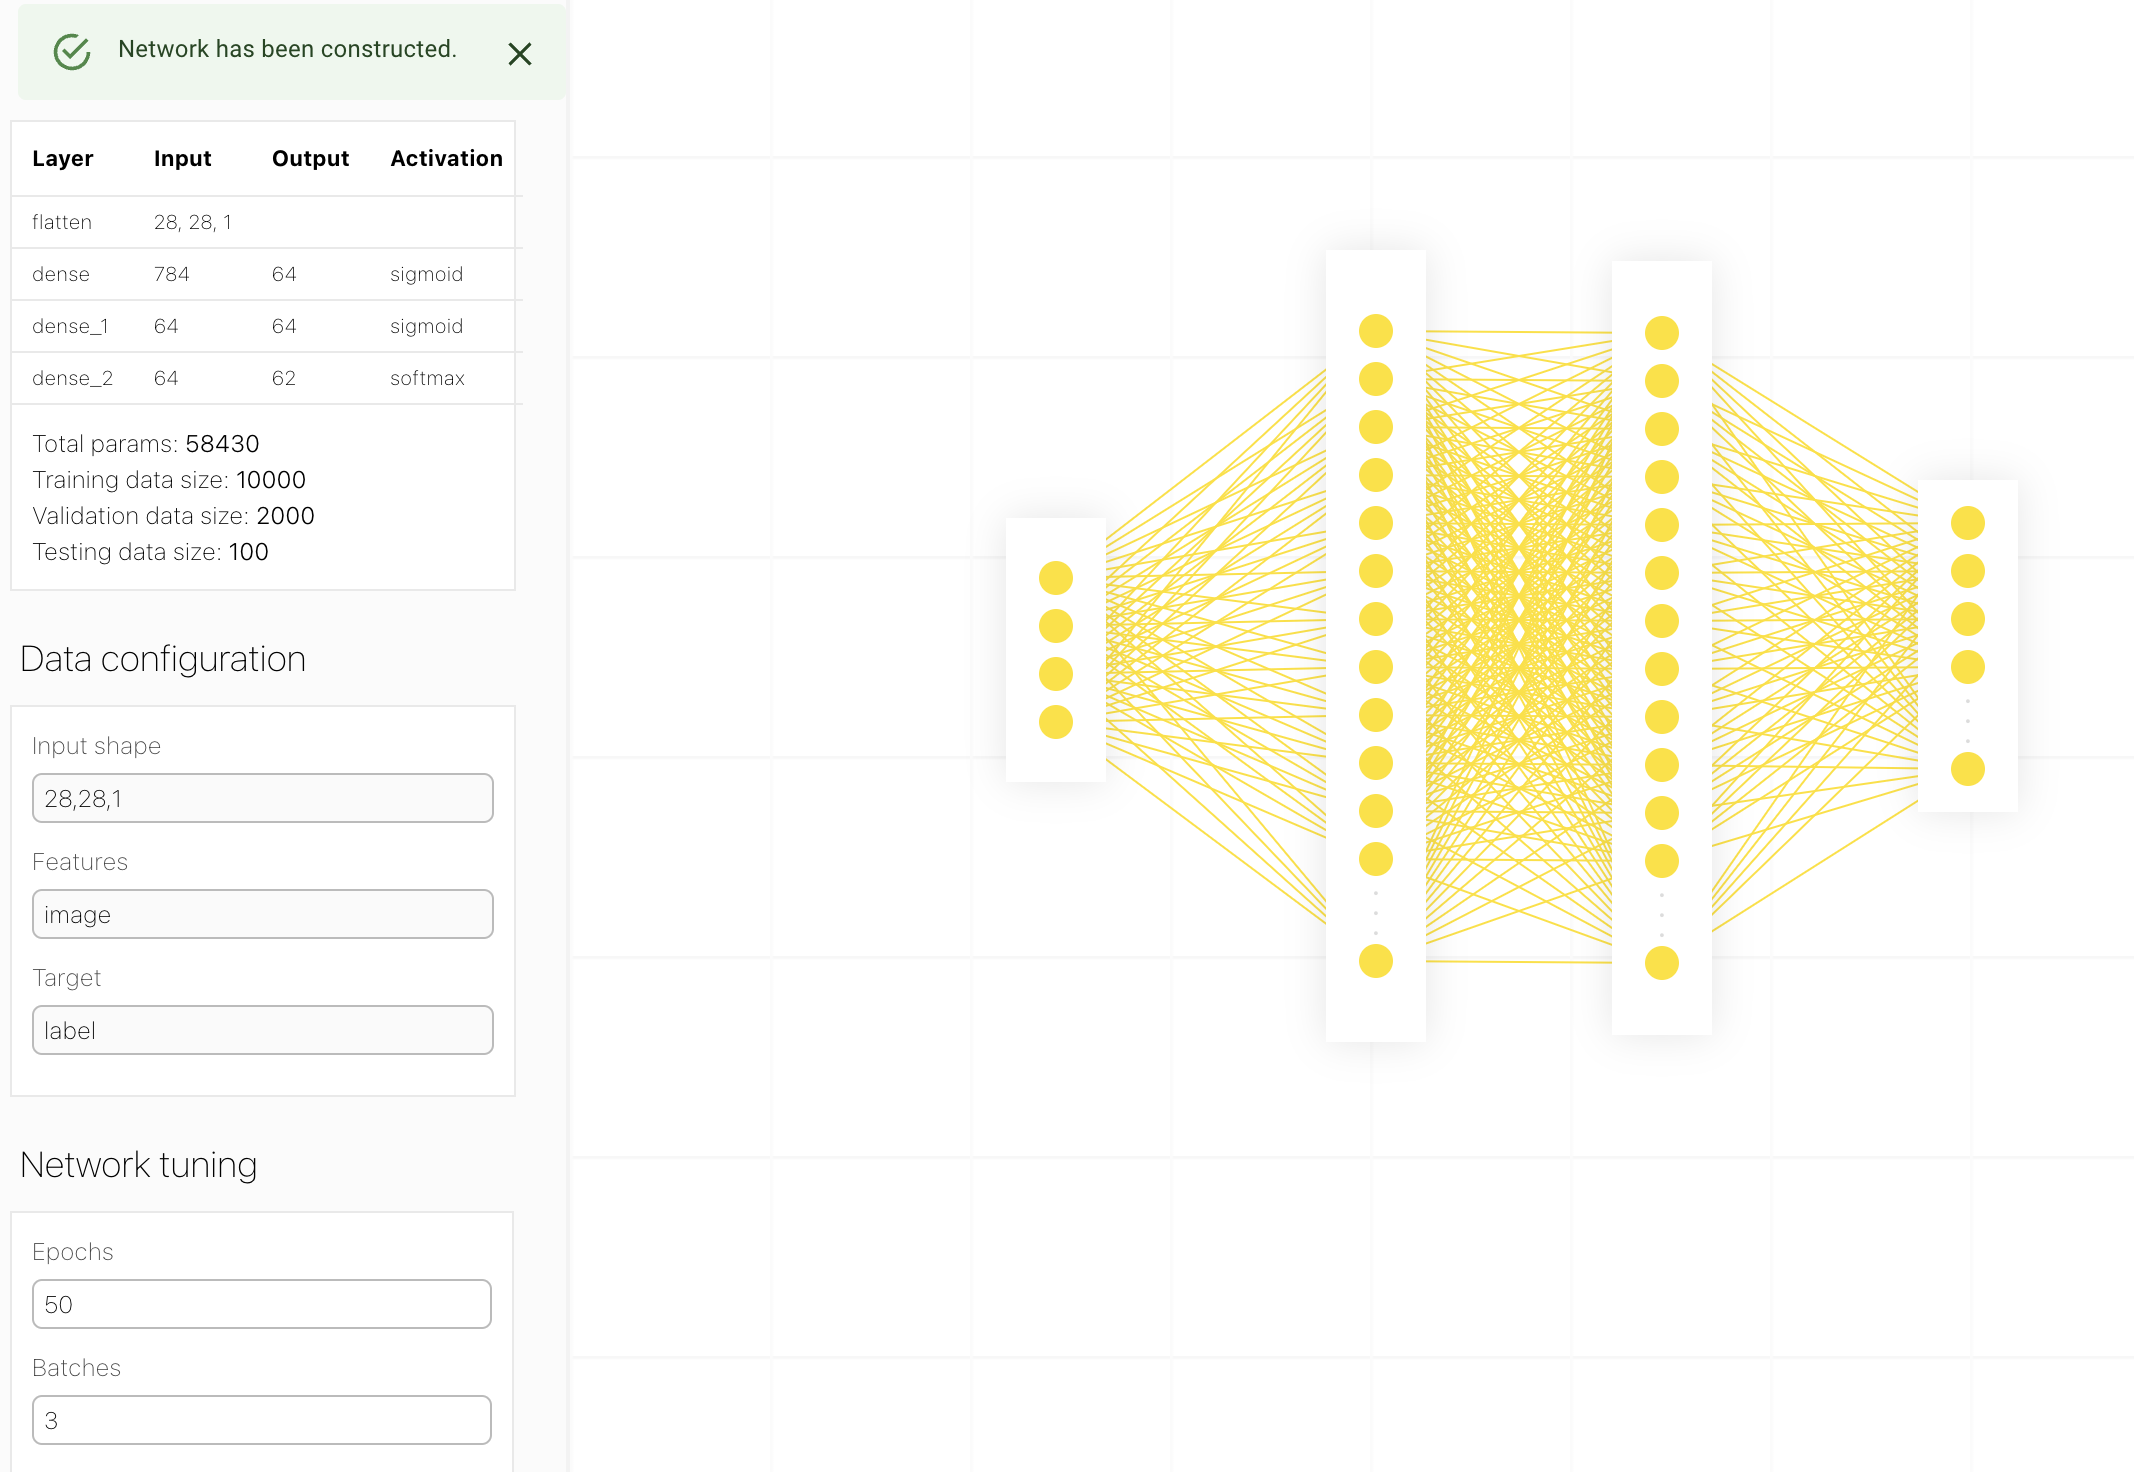 Network has been constructed.
Layer Input Output Activation
flatten 28, 28, 1
dense 784 64 sigmoid
dense_1 64 64 sigmoid
dense_2 64 62 softmax
Total params: 58430
Training data size: 10000
Validation data size: 2000
Testing data size: 100
Data configuration
Input shape
28,28,1
Features
image
Target
label
Network tuning
Epochs
50
Batches
3